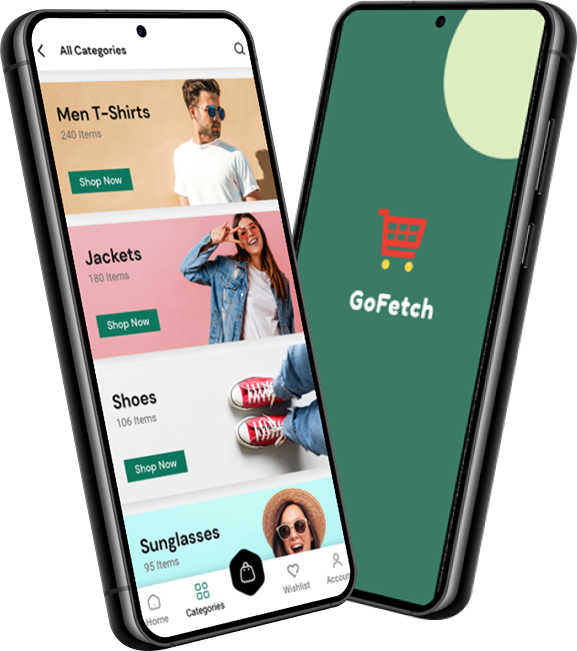 All Categories
Men T-Shirts
240 Items
Shop Now
Jackets
180 Items
Shop Now
Shoes
106 Items
Shop Now
Sunglasses
95 Items
Home
Categories
Wishlist
Accoun
GoFetch